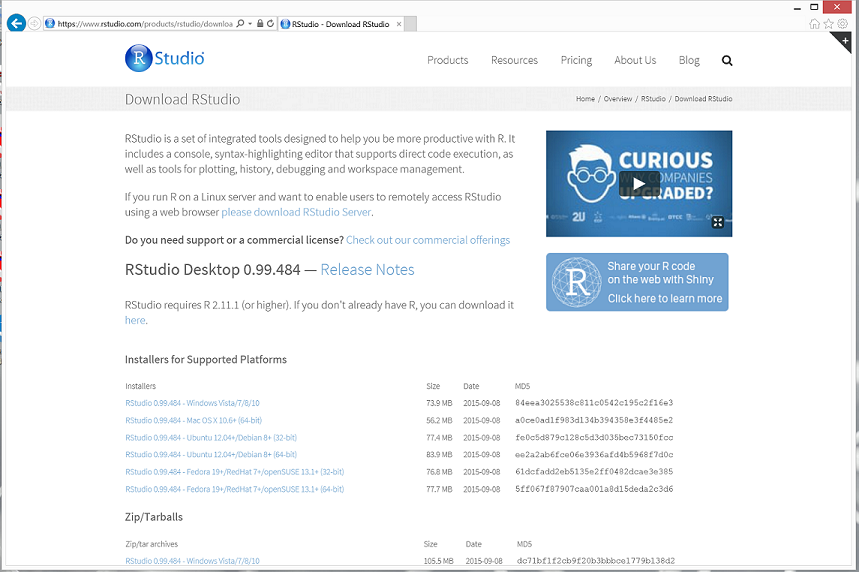 https://www.rstudio.com/products/rstudio/downloa
RStudio - Download RStudio
R Studio
Products Resources Pricing About Us Blog
Download RStudio
Home / Overview / RStudio / Download RStudio
RStudio is a set of integrated tools designed to help you be more productive with R. It
includes a console, syntax-highlighting editor that supports direct code execution, as
well as tools for plotting, history, debugging and workspace management.
If you run R on a Linux server and want to enable users to remotely access RStudio
using a web browser please download RStudio Server.
Do you need support or a commercial license? Check out our commercial offerings
CURIOUS
COMPANIES
UPGRADED?
2U
DTCC
R
Share your R code
on the web with Shiny
Click here to learn more
RStudio Desktop 0.99.484 — Release Notes
RStudio requires R 2.11.1 (or higher). If you don't already have R, you can download it
here.
Installers for Supported Platforms
Installers Size Date MD5
RStudio 0.99.484 - Windows Vista/7/8/10 73.9 MB 2015-09-08 84eea3025538c811c0542c195c2f16e3
RStudio 0.99.484 - Mac OS X 10.6+ (64-bit) 56.2 MB 2015-09-08 a0ce0ad1f983d134b394358e3f4485e2
RStudio 0.99.484 - Ubuntu 12.04+/Debian 8+ (32-bit) 77.4 MB 2015-09-08 fe0c5d879c128c5d3d035bec73150fcc
RStudio 0.99.484 - Ubuntu 12.04+/Debian 8+ (64-bit) 83.9 MB 2015-09-08 ee2a2ab6fce06e3936afd4b5968f7d0c
RStudio 0.99.484 - Fedora 19+/RedHat 7+/openSUSE 13.1+ (32-bit) 76.8 MB 2015-09-08 61dcfadd2eb5135e2ff0482dcae3e385
RStudio 0.99.484 - Fedora 19+/RedHat 7+/openSUSE 13.1+ (64-bit) 77.7 MB 2015-09-08 5ff067f87907caa001a8d15deda2c3d6
Zip/Tarballs
Zip/tar archives Size Date MD5
RStudio 0.99.484 - Windows Vista/7/8/10 105.5 MB 2015-09-08 dc71bf1f2cb9f20b3bbbce1779b138d2